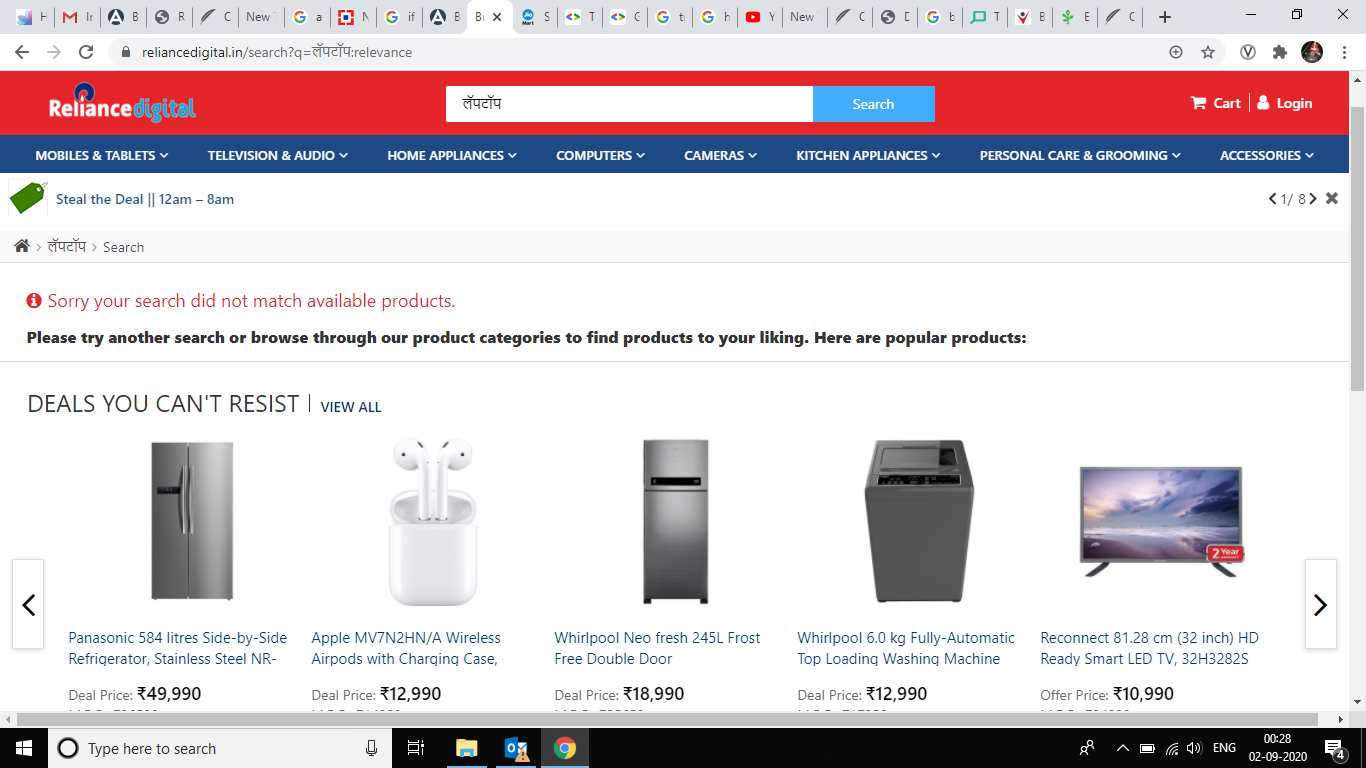 H
Ir
B
R
C
New
a
N
if
B
Bu
S
T
G
tr
h
Y
New
C
D
b
T
B
E
C
reliancedigital.in/search?q=लॅपटॉप:relevance
Reliancedigital
लॅपटॉप
Search
Cart
Login
MOBILES & TABLETS
TELEVISION & AUDIO
HOME APPLIANCES
COMPUTERS
CAMERAS
KITCHEN APPLIANCES
PERSONAL CARE & GROOMING
ACCESSORIES
Steal the Deal || 12am – 8am
1/ 8
लॅपटॉप > Search
Sorry your search did not match available products.
Please try another search or browse through our product categories to find products to your liking. Here are popular products:
DEALS YOU CAN'T RESIST | VIEW ALL
2 Year
Panasonic 584 litres Side-by-Side
Refrigerator, Stainless Steel NR-
Deal Price: ₹49,990
Apple MV7N2HN/A Wireless
Airpods with Charging Case,
Deal Price: ₹12,990
Whirlpool Neo fresh 245L Frost
Free Double Door
Deal Price: ₹18,990
Whirlpool 6.0 kg Fully-Automatic
Top Loading Washing Machine
Deal Price: ₹12,990
Reconnect 81.28 cm (32 inch) HD
Ready Smart LED TV, 32H3282S
Offer Price: ₹10,990
Type here to search
ENG
00:28
02-09-2020
4